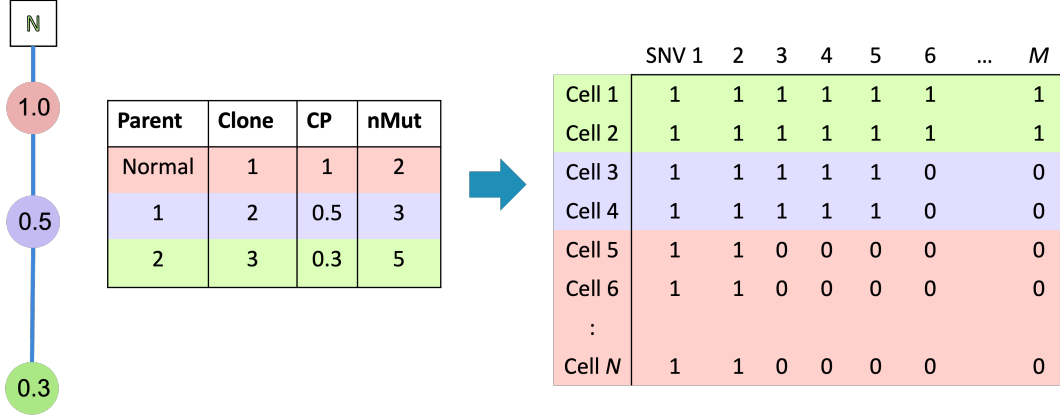 N
1.0
0.5
0.3
Parent Clone CP nMut
Normal 1 1 2
1 2 0.5 3
2 3 0.3 5
SNV 1 2 3 4 5 6 ... M
Cell 1 1 1 1 1 1 1 1
Cell 2 1 1 1 1 1 1 1
Cell 3 1 1 1 1 1 0 0
Cell 4 1 1 1 1 1 0 0
Cell 5 1 1 0 0 0 0 0
Cell 6 1 1 0 0 0 0 0
:
Cell N 1 1 0 0 0 0 0